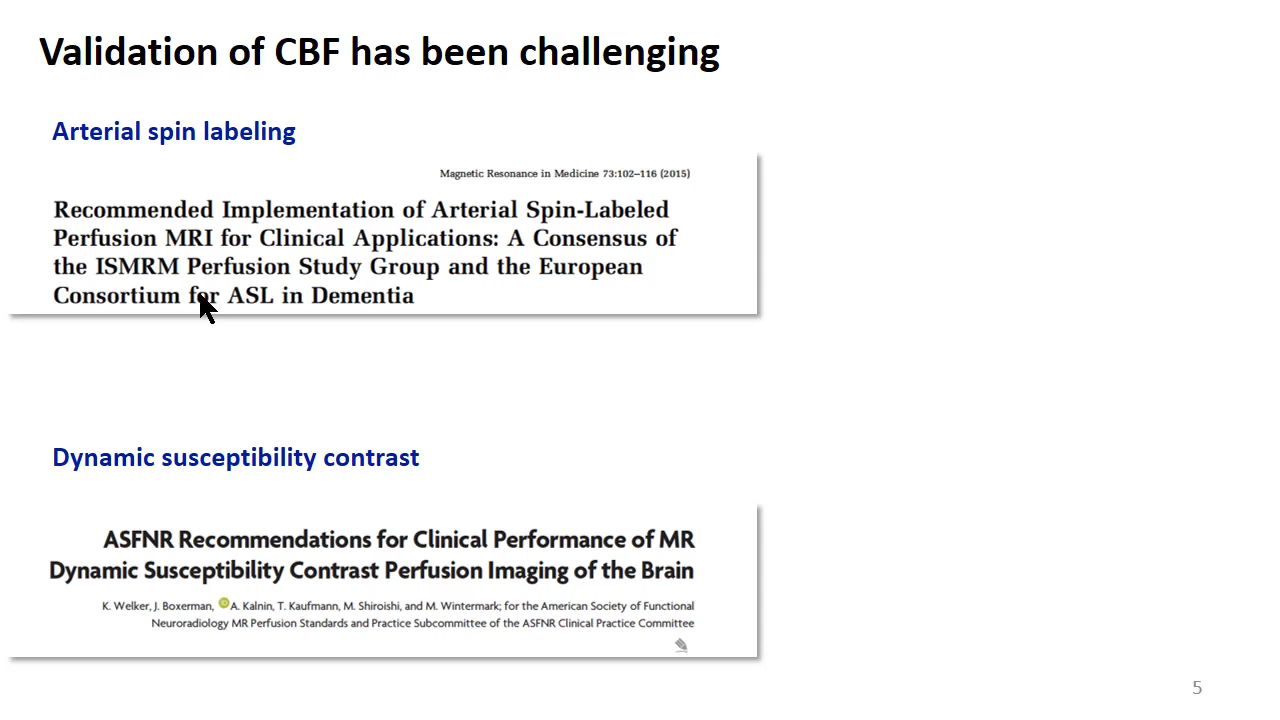 Validation of CBF has been challenging
Arterial spin labeling
Magnetic Resonance in Medicine 73:102–116 (2015)
Recommended Implementation of Arterial Spin-Labeled
Perfusion MRI for Clinical Applications: A Consensus of
the ISMRM Perfusion Study Group and the European
Consortium for ASL in Dementia
Dynamic susceptibility contrast
ASFNR Recommendations for Clinical Performance of MR
Dynamic Susceptibility Contrast Perfusion Imaging of the Brain
K. Welker, J. Boxerman, A. Kalnin, T. Kaufmann, M. Shiroishi, and M. Wintermark; for the American Society of Functional
Neuroradiology MR Perfusion Standards and Practice Subcommittee of the ASFNR Clinical Practice Committee
5